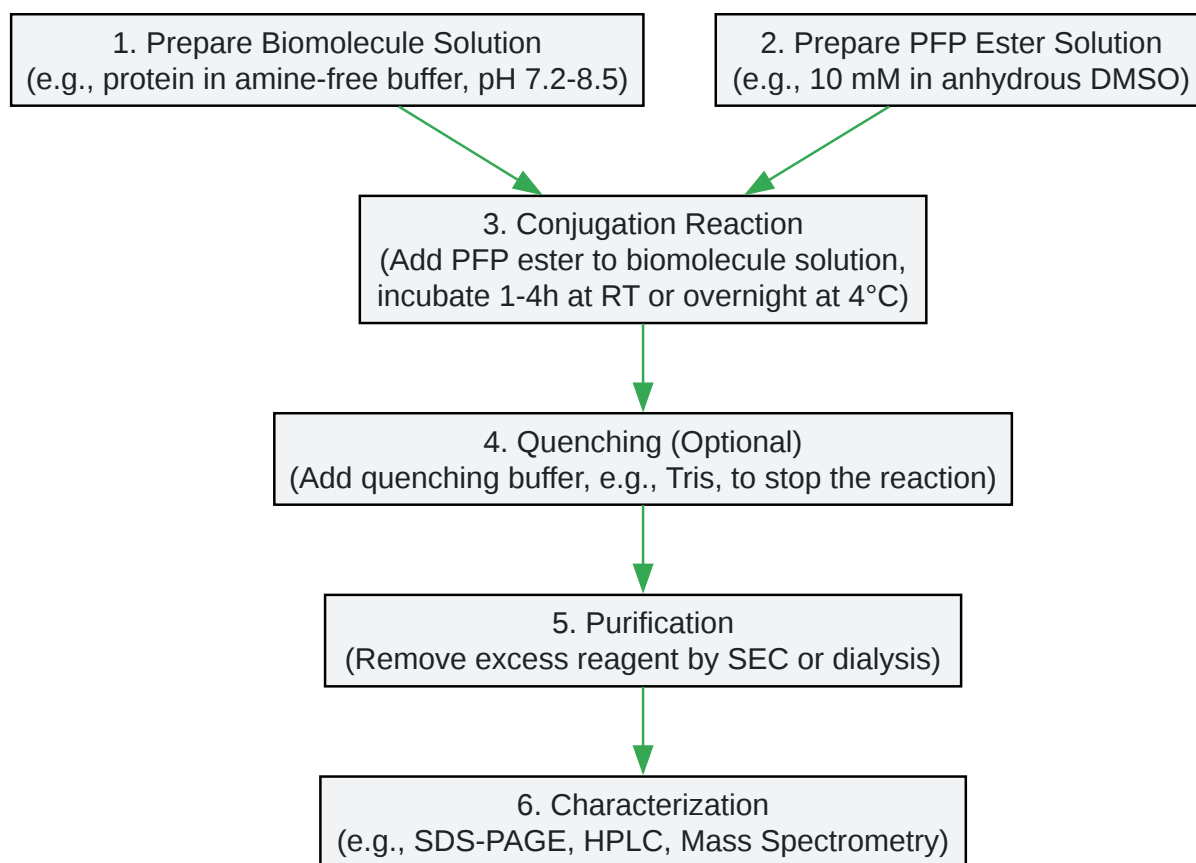 1. Prepare Biomolecule Solution
(e.g., protein in amine-free buffer, pH 7.2-8.5)
2. Prepare PFP Ester Solution
(e.g., 10 mM in anhydrous DMSO)
3. Conjugation Reaction
(Add PFP ester to biomolecule solution,
incubate 1-4h at RT or overnight at 4°C)
4. Quenching (Optional)
(Add quenching buffer, e.g., Tris, to stop the reaction)
5. Purification
(Remove excess reagent by SEC or dialysis)
6. Characterization
(e.g., SDS-PAGE, HPLC, Mass Spectrometry)